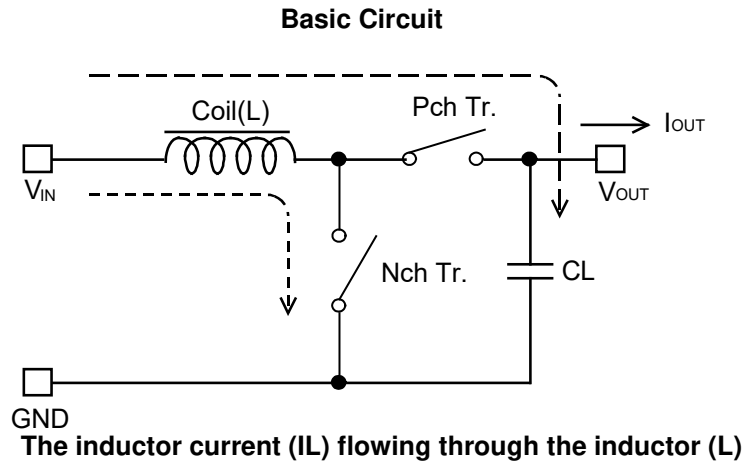 Basic Circuit
Coil(L)
Pch Tr.
IOUT
VIN
VOUT
Nch Tr.
CL
GND
The inductor current (IL) flowing through the inductor (L)